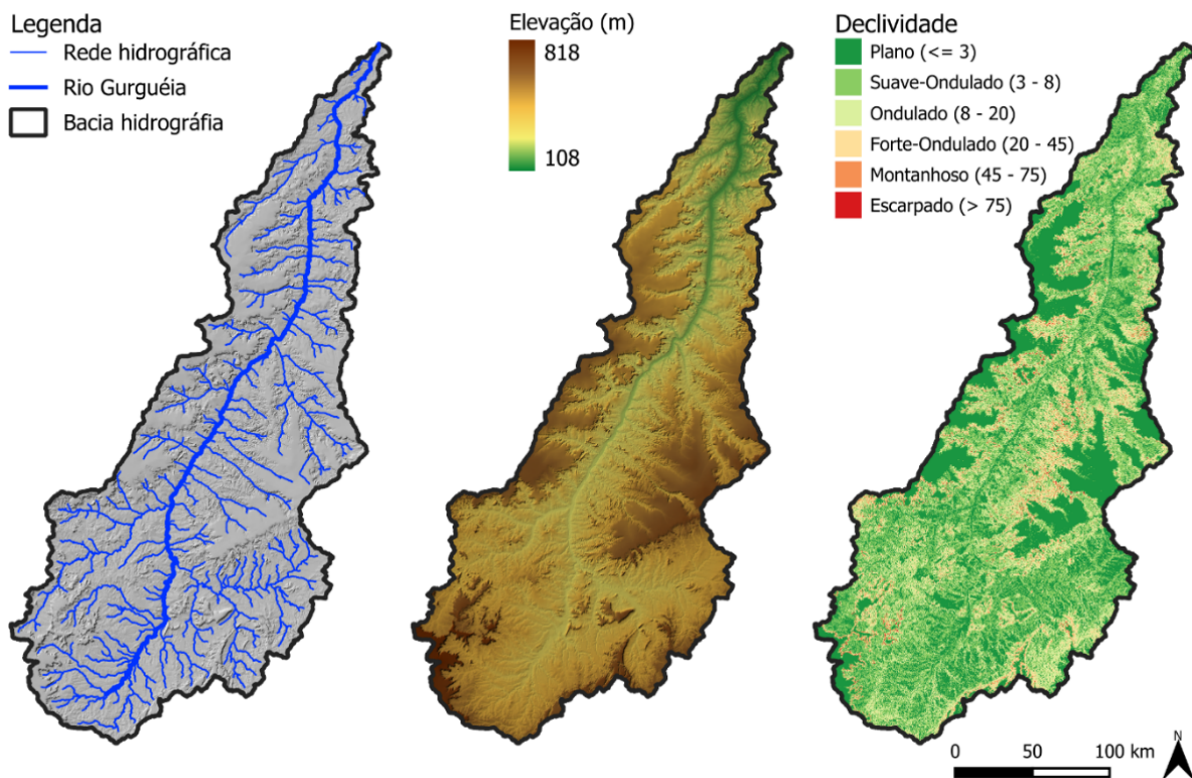 Legenda
Rede hidrográfica
Rio Gurguéia
Bacia hidrográfia
Elevação (m)
818
108
Declividade
Plano (<= 3)
Suave-Ondulado (3 - 8)
Ondulado (8 - 20)
Forte-Ondulado (20 - 45)
Montanhoso (45 - 75)
Escarpado (> 75)
0 50 100 km
N